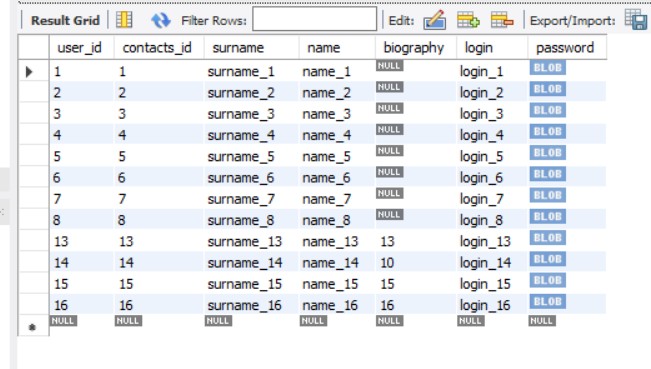 Result Grid Filter Rows: Edit: Export/Import:
user_id contacts_id surname name biography login password
1 1 surname_1 name_1 NULL login_1 BLOB
2 2 surname_2 name_2 NULL login_2 BLOB
3 3 surname_3 name_3 NULL login_3 BLOB
4 4 surname_4 name_4 NULL login_4 BLOB
5 5 surname_5 name_5 NULL login_5 BLOB
6 6 surname_6 name_6 NULL login_6 BLOB
7 7 surname_7 name_7 NULL login_7 BLOB
8 8 surname_8 name_8 NULL login_8 BLOB
13 13 surname_13 name_13 13 login_13 BLOB
14 14 surname_14 name_14 10 login_14 BLOB
15 15 surname_15 name_15 15 login_15 BLOB
16 16 surname_16 name_16 16 login_16 BLOB
NULL NULL NULL NULL NULL NULL NULL